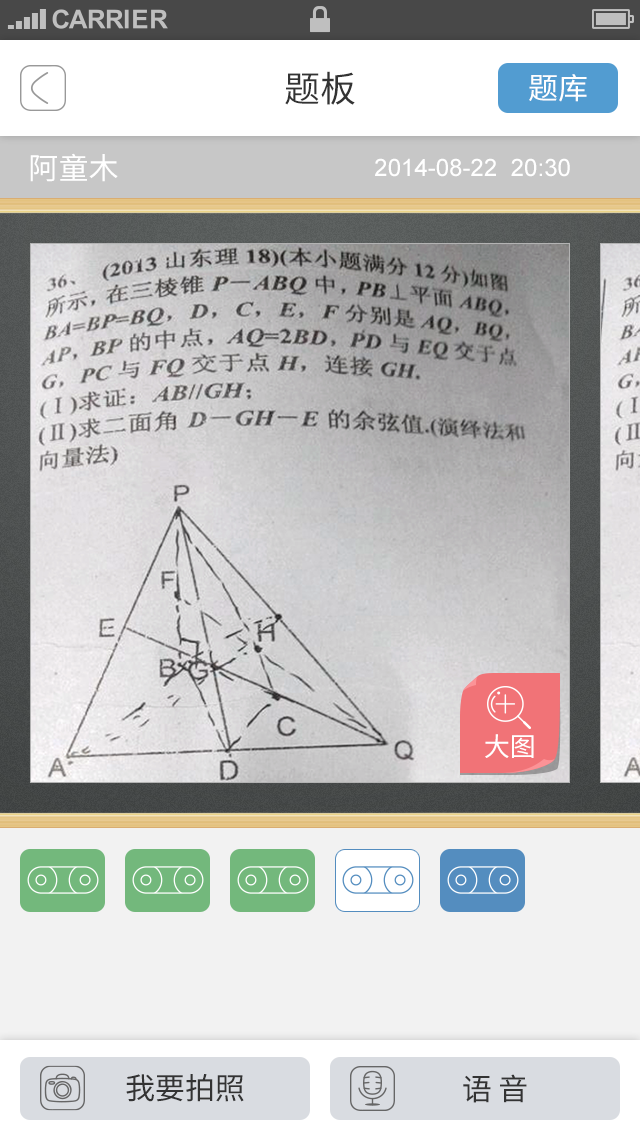 CARRIER
题板
题库
阿童木 2014-08-22 20:30
36、 (2013 山东理 18)(本小题满分 12 分)如图
所示，在三棱锥 P－ABQ 中，PB⊥平面 ABQ，
BA=BP=BQ，D，C，E，F 分别是 AQ，BQ，
AP，BP 的中点，AQ=2BD，PD 与 EQ 交于点
G，PC 与 FQ 交于点 H，连接 GH.
(Ⅰ)求证：AB//GH；
(Ⅱ)求二面角 D－GH－E 的余弦值.(演绎法和
向量法)
P
F
E
H
B
G
C
A
D
Q
大图
我要拍照
语音